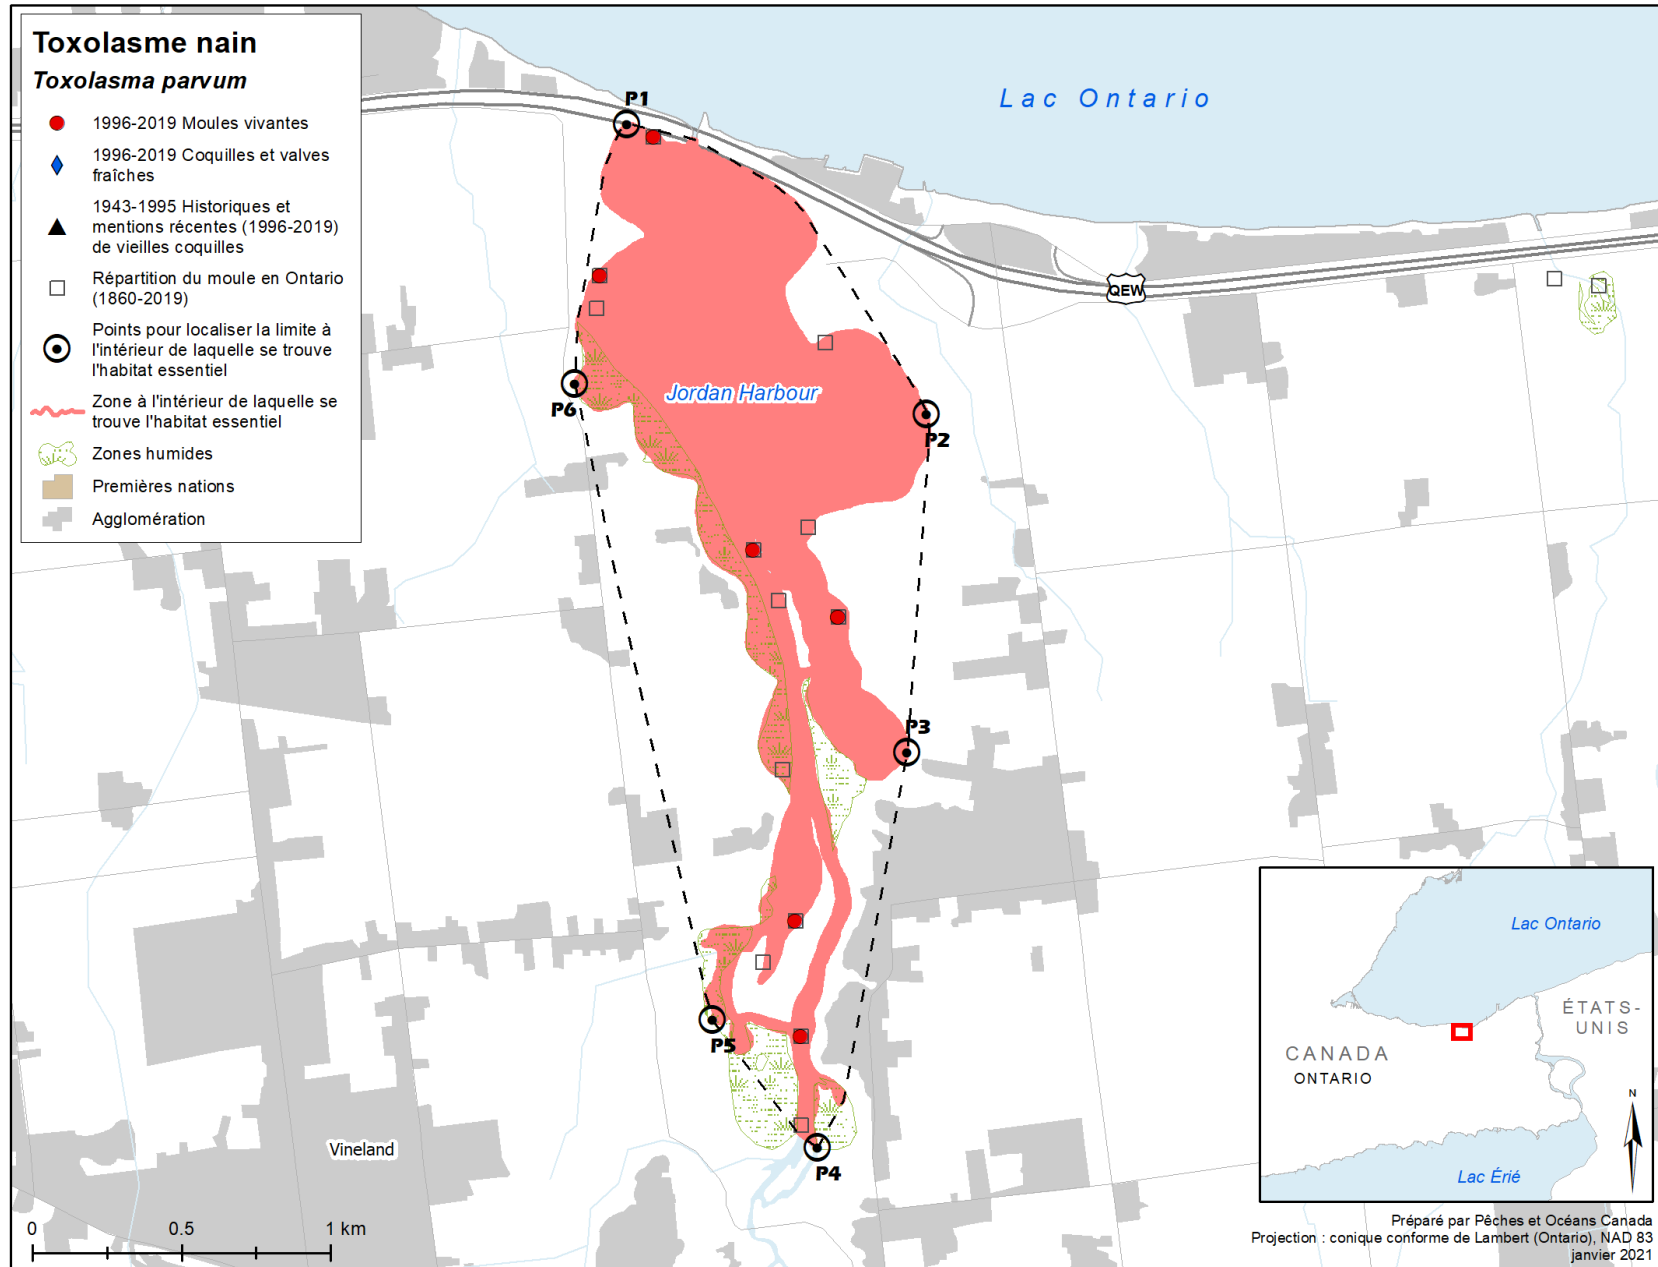 Toxolasme nain
Toxolasma parvum
1996-2019 Moules vivantes
1996-2019 Coquilles et valves
fraîches
1943-1995 Historiques et
mentions récentes (1996-2019)
de vieilles coquilles
Répartition du moule en Ontario
(1860-2019)
Points pour localiser la limite à
l'intérieur de laquelle se trouve
l'habitat essentiel
Zone à l'intérieur de laquelle se
trouve l'habitat essentiel
Zones humides
Premières nations
Agglomération
P1
Lac Ontario
QEW
Jordan Harbour
P6
P2
P3
P5
P4
Vineland
0 0.5 1 km
Lac Ontario
ÉTATS-
UNIS
CANADA
ONTARIO
N
Lac Érié
Préparé par Pêches et Océans Canada
Projection : conique conforme de Lambert (Ontario), NAD 83
janvier 2021